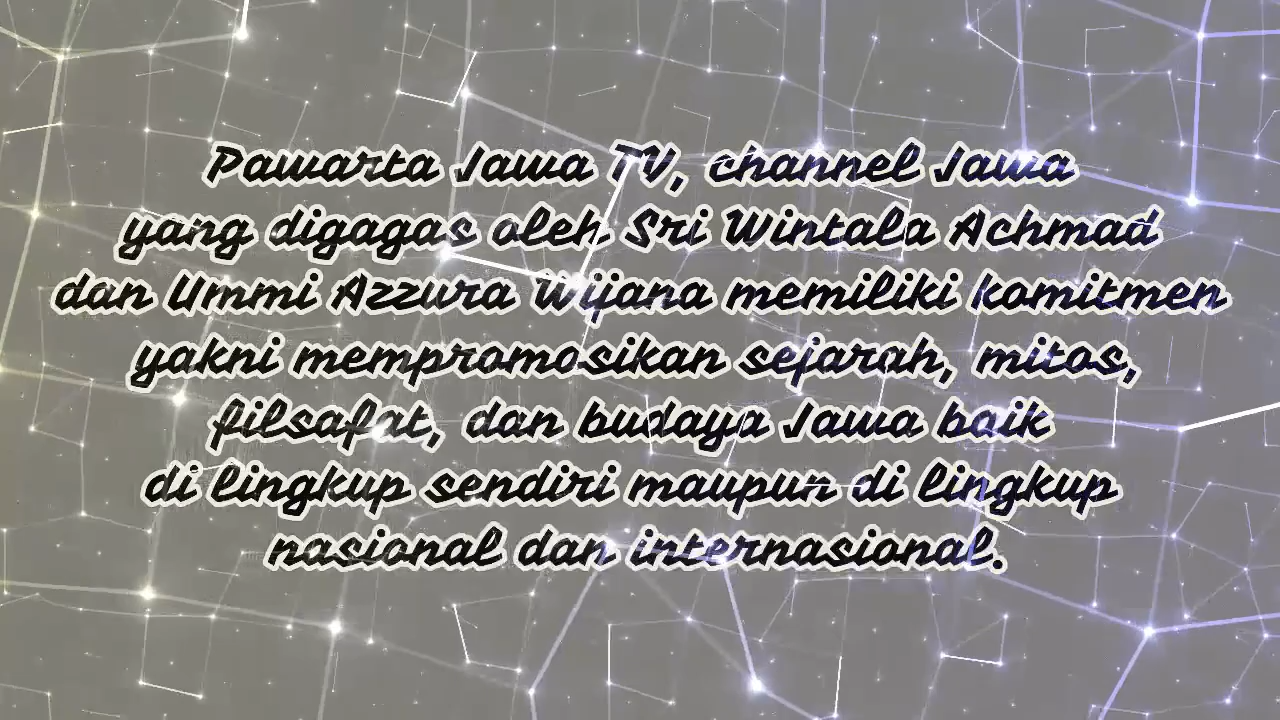 Pawarta Jawa TV, channel Jawa
yang digagas oleh Sri Wintala Achmad
dan Ummi Azzura Wijana memiliki komitmen
yakni mempromosikan sejarah, mitos,
filsafat, dan budaya Jawa baik
di lingkup sendiri maupun di lingkup
nasional dan internasional.